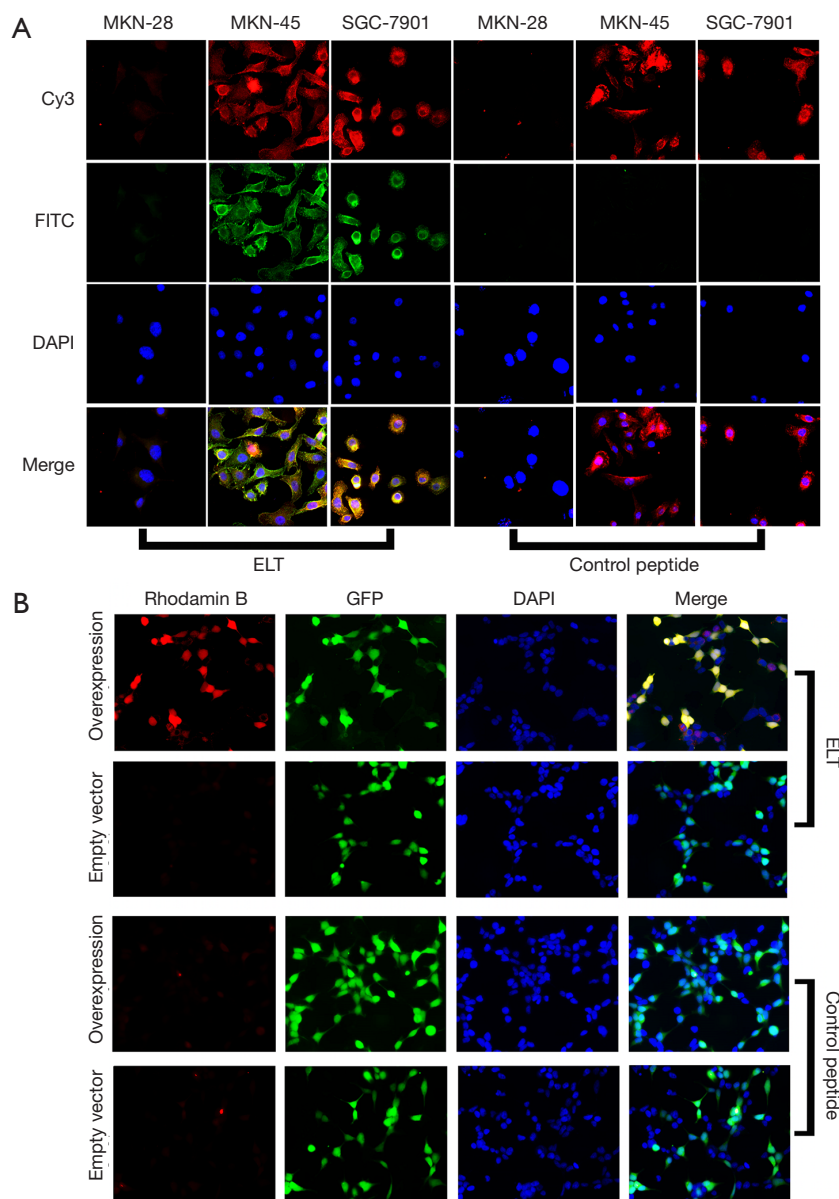 A
MKN-28 MKN-45 SGC-7901 MKN-28 MKN-45 SGC-7901
Cy3
FITC
DAPI
Merge
ELT Control peptide
B
Rhodamin B GFP DAPI Merge
Overexpression
Empty vector
ELT
Overexpression
Empty vector
Control peptide